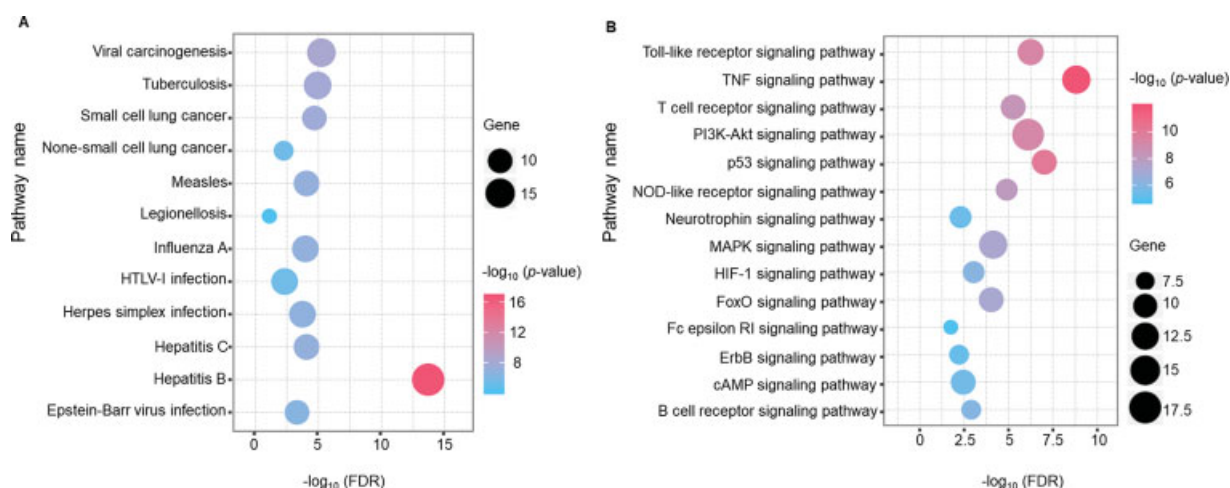 A
Pathway name
Viral carcinogenesis
Tuberculosis
Small cell lung cancer
None-small cell lung cancer
Measles
Legionellosis
Influenza A
HTLV-I infection
Herpes simplex infection
Hepatitis C
Hepatitis B
Epstein-Barr virus infection
0 5 10 15
-log10 (FDR)
Gene
10
15
-log10 (p-value)
16
12
8
B
Pathway name
Toll-like receptor signaling pathway
TNF signaling pathway
T cell receptor signaling pathway
PI3K-Akt signaling pathway
p53 signaling pathway
NOD-like receptor signaling pathway
Neurotrophin signaling pathway
MAPK signaling pathway
HIF-1 signaling pathway
FoxO signaling pathway
Fc epsilon RI signaling pathway
ErbB signaling pathway
cAMP signaling pathway
B cell receptor signaling pathway
0 2.5 5 7.5 10
-log10 (FDR)
-log10 (p-value)
10
8
6
Gene
7.5
10
12.5
15
17.5